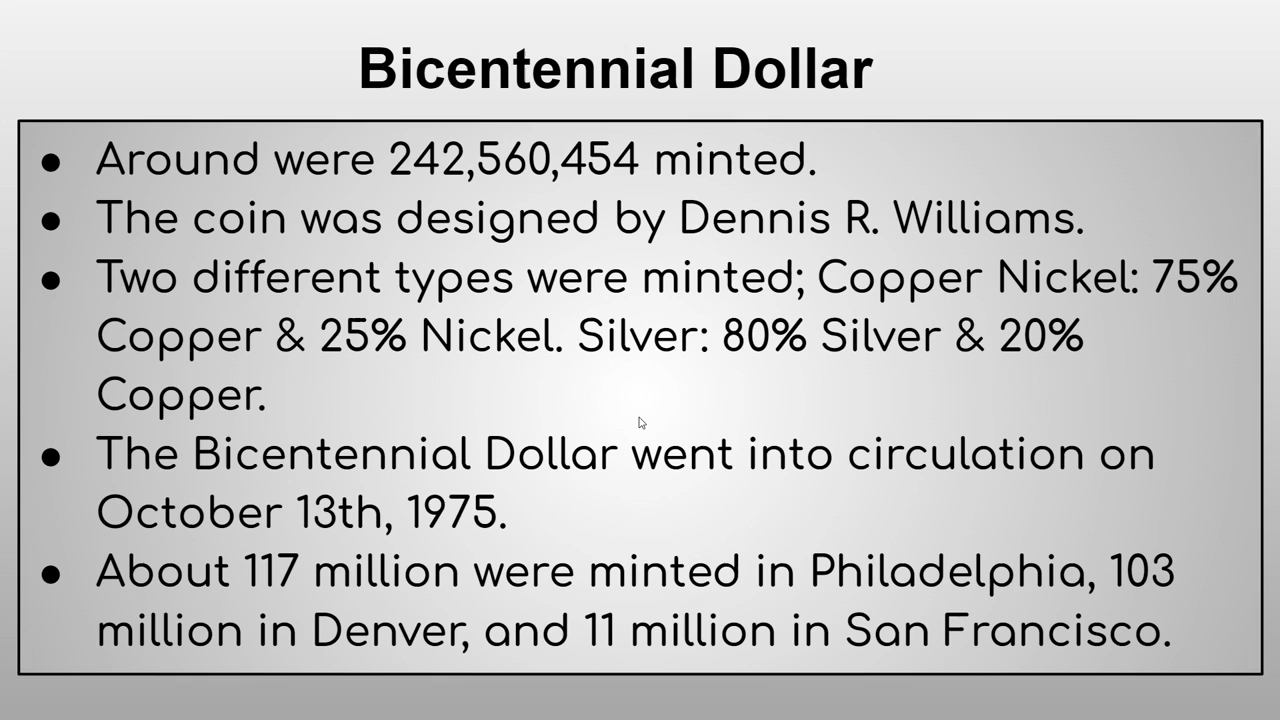 Bicentennial Dollar
● Around were 242,560,454 minted.
● The coin was designed by Dennis R. Williams.
● Two different types were minted; Copper Nickel: 75%
Copper & 25% Nickel. Silver: 80% Silver & 20%
Copper.
● The Bicentennial Dollar went into circulation on
October 13th, 1975.
● About 117 million were minted in Philadelphia, 103
million in Denver, and 11 million in San Francisco.